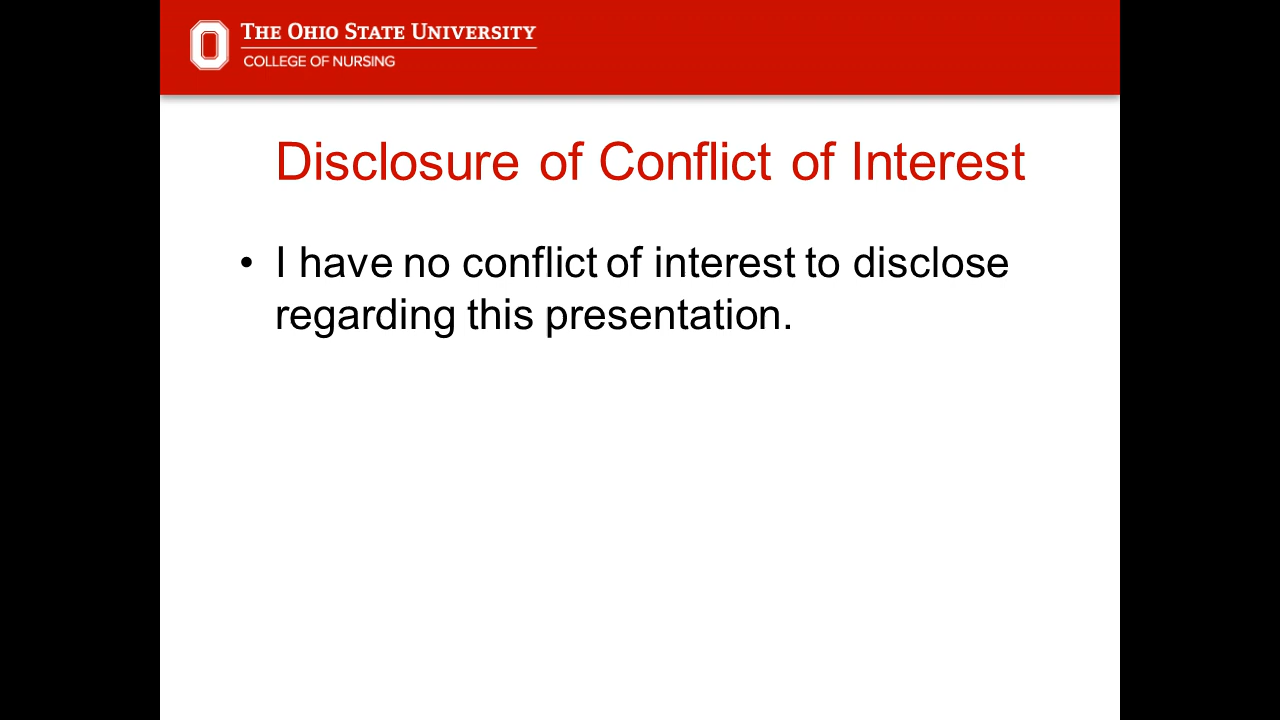 THE OHIO STATE UNIVERSITY
COLLEGE OF NURSING
Disclosure of Conflict of Interest
• I have no conflict of interest to disclose
regarding this presentation.